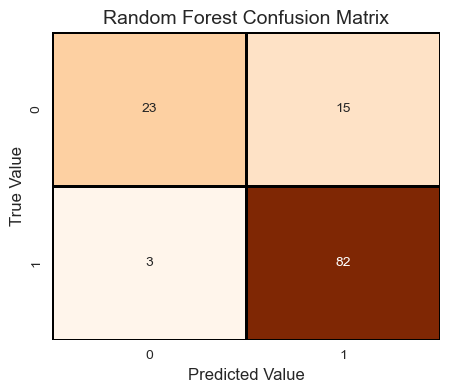 Random Forest Confusion Matrix
True Value
0
23
15
1
3
82
0
1
Predicted Value